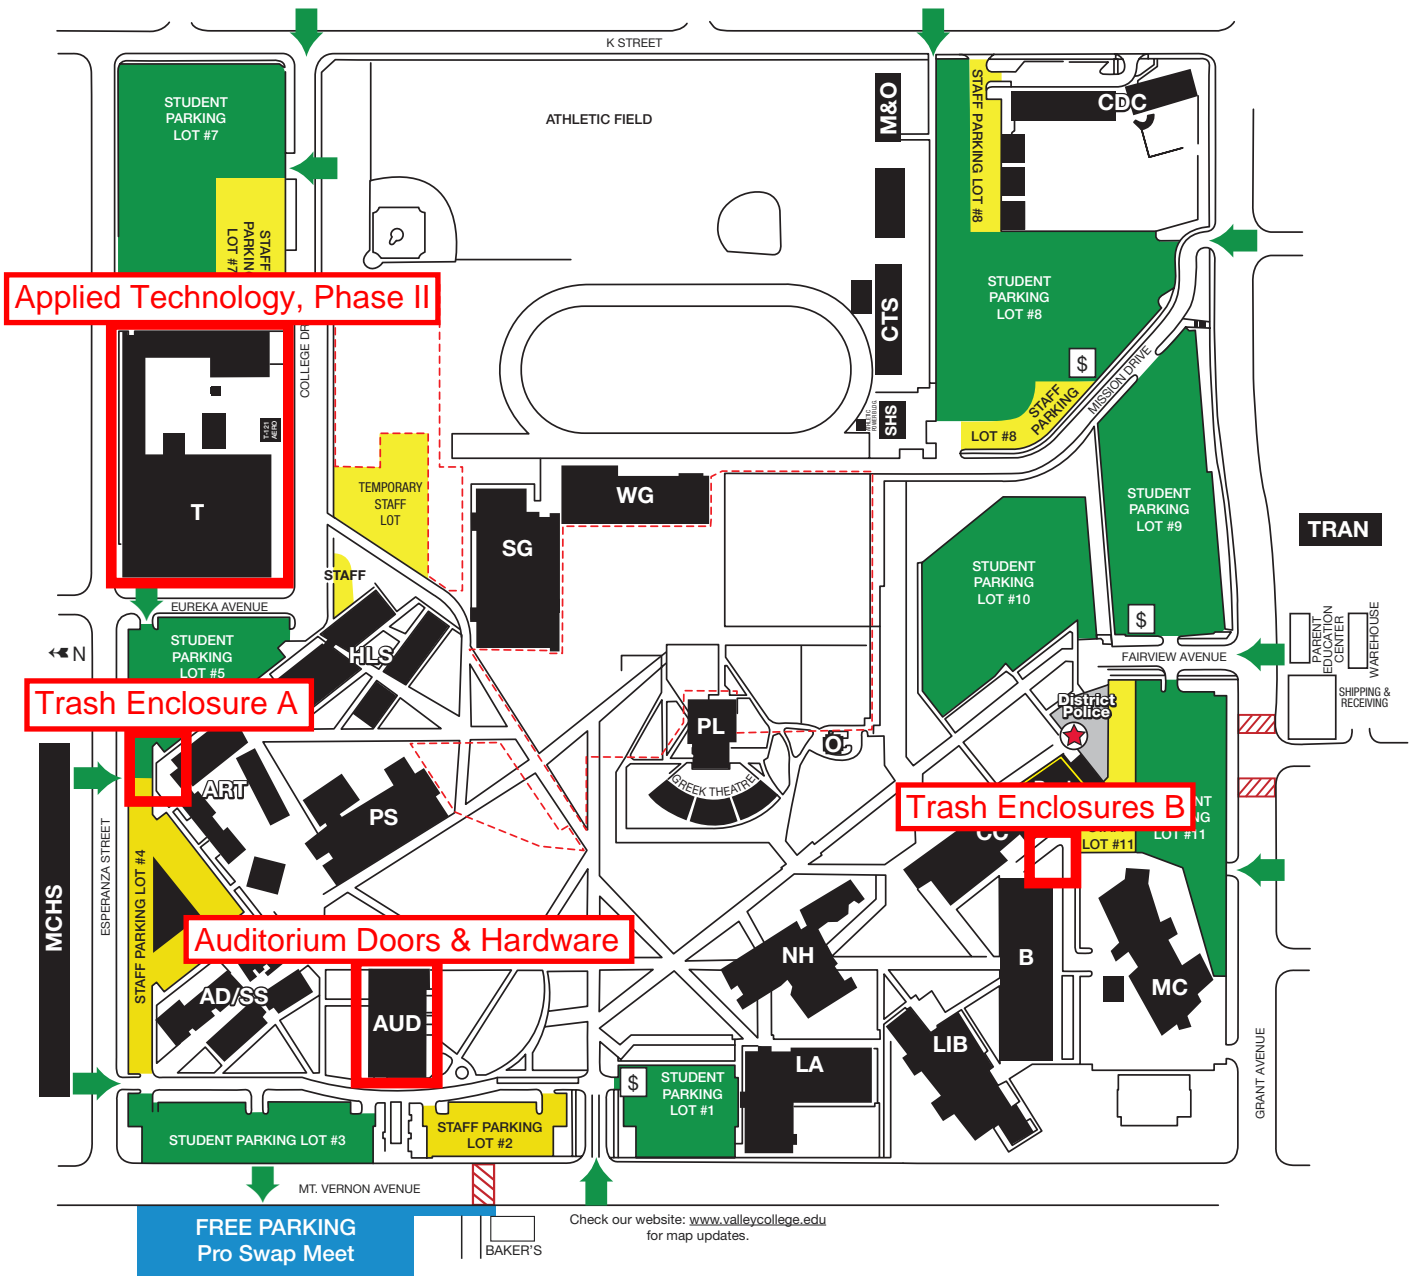 K STREET
STUDENT
PARKING
LOT #7
ATHLETIC FIELD
M&O
STAFF PARKING LOT #8
CDC
STAFF
PARKING
LOT #7
STUDENT
PARKING
LOT #8
Applied Technology, Phase II
COLLEGE DR
CTS
$
MISSION DRIVE
STAFF
PARKING
LOT #8
SHS
T-121
AERO
T
TEMPORARY
STAFF
LOT
WG
SG
STUDENT
PARKING
LOT #9
TRAN
STAFF
STUDENT
PARKING
LOT #10
EUREKA AVENUE
$
STUDENT
PARKING
LOT #5
N
HLS
FAIRVIEW AVENUE
PARENT
EDUCATION
CENTER
WAREHOUSE
SHIPPING &
RECEIVING
Trash Enclosure A
District
Police
PL
GREEK THEATRE
ART
PS
Trash Enclosures B
CC
LOT #11
LOT #11
ESPERANZA STREET
MCHS
STAFF PARKING LOT #4
Auditorium Doors & Hardware
NH
B
MC
AD/SS
AUD
LIB
LA
GRANT AVENUE
$
STUDENT
PARKING
LOT #1
STUDENT PARKING LOT #3
STAFF PARKING
LOT #2
MT. VERNON AVENUE
FREE PARKING
Pro Swap Meet
BAKER'S
Check our website: www.valleycollege.edu
for map updates.